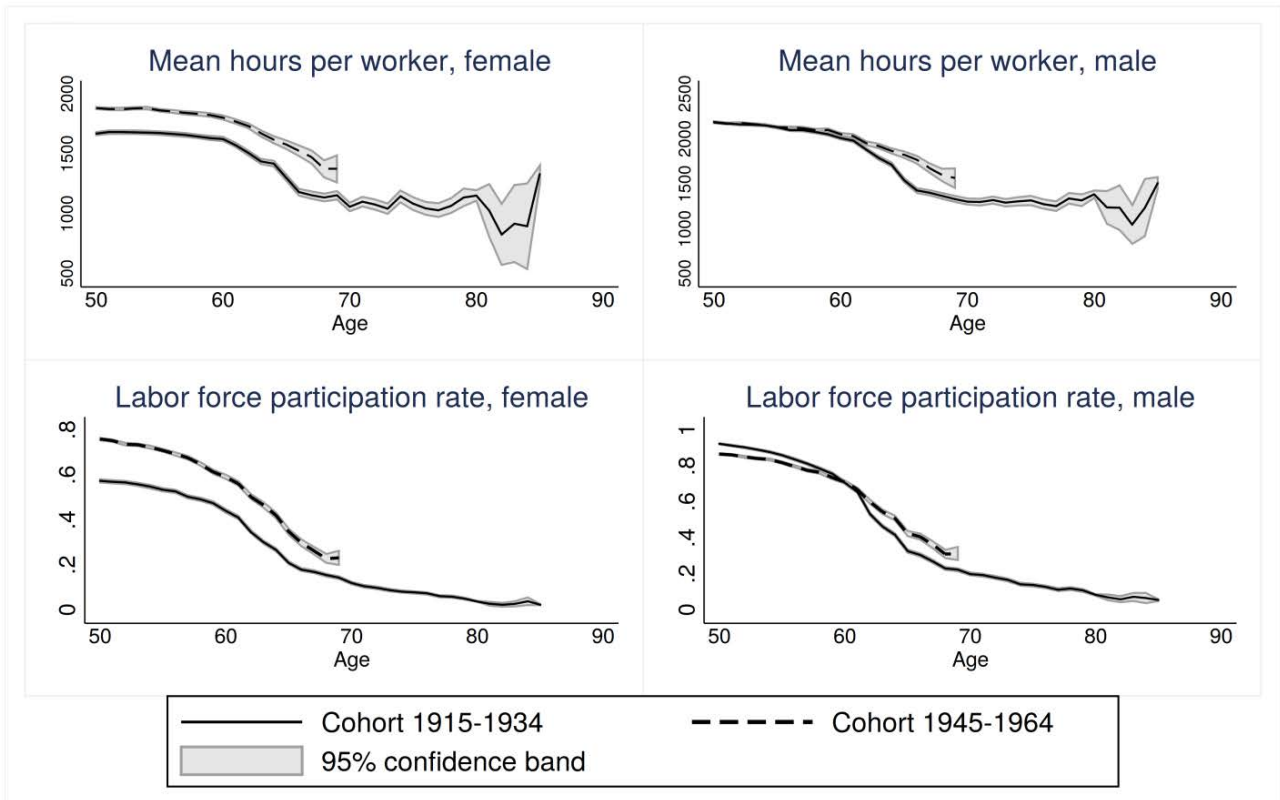 Mean hours per worker, female
2000
1500
1000
500
50 60 70 80 90
Age
Mean hours per worker, male
2500
2000
1500
1000
500
50 60 70 80 90
Age
Labor force participation rate, female
.8
.6
.4
.2
0
50 60 70 80 90
Age
Labor force participation rate, male
1
.8
.6
.4
.2
0
50 60 70 80 90
Age
Cohort 1915-1934
Cohort 1945-1964
95% confidence band